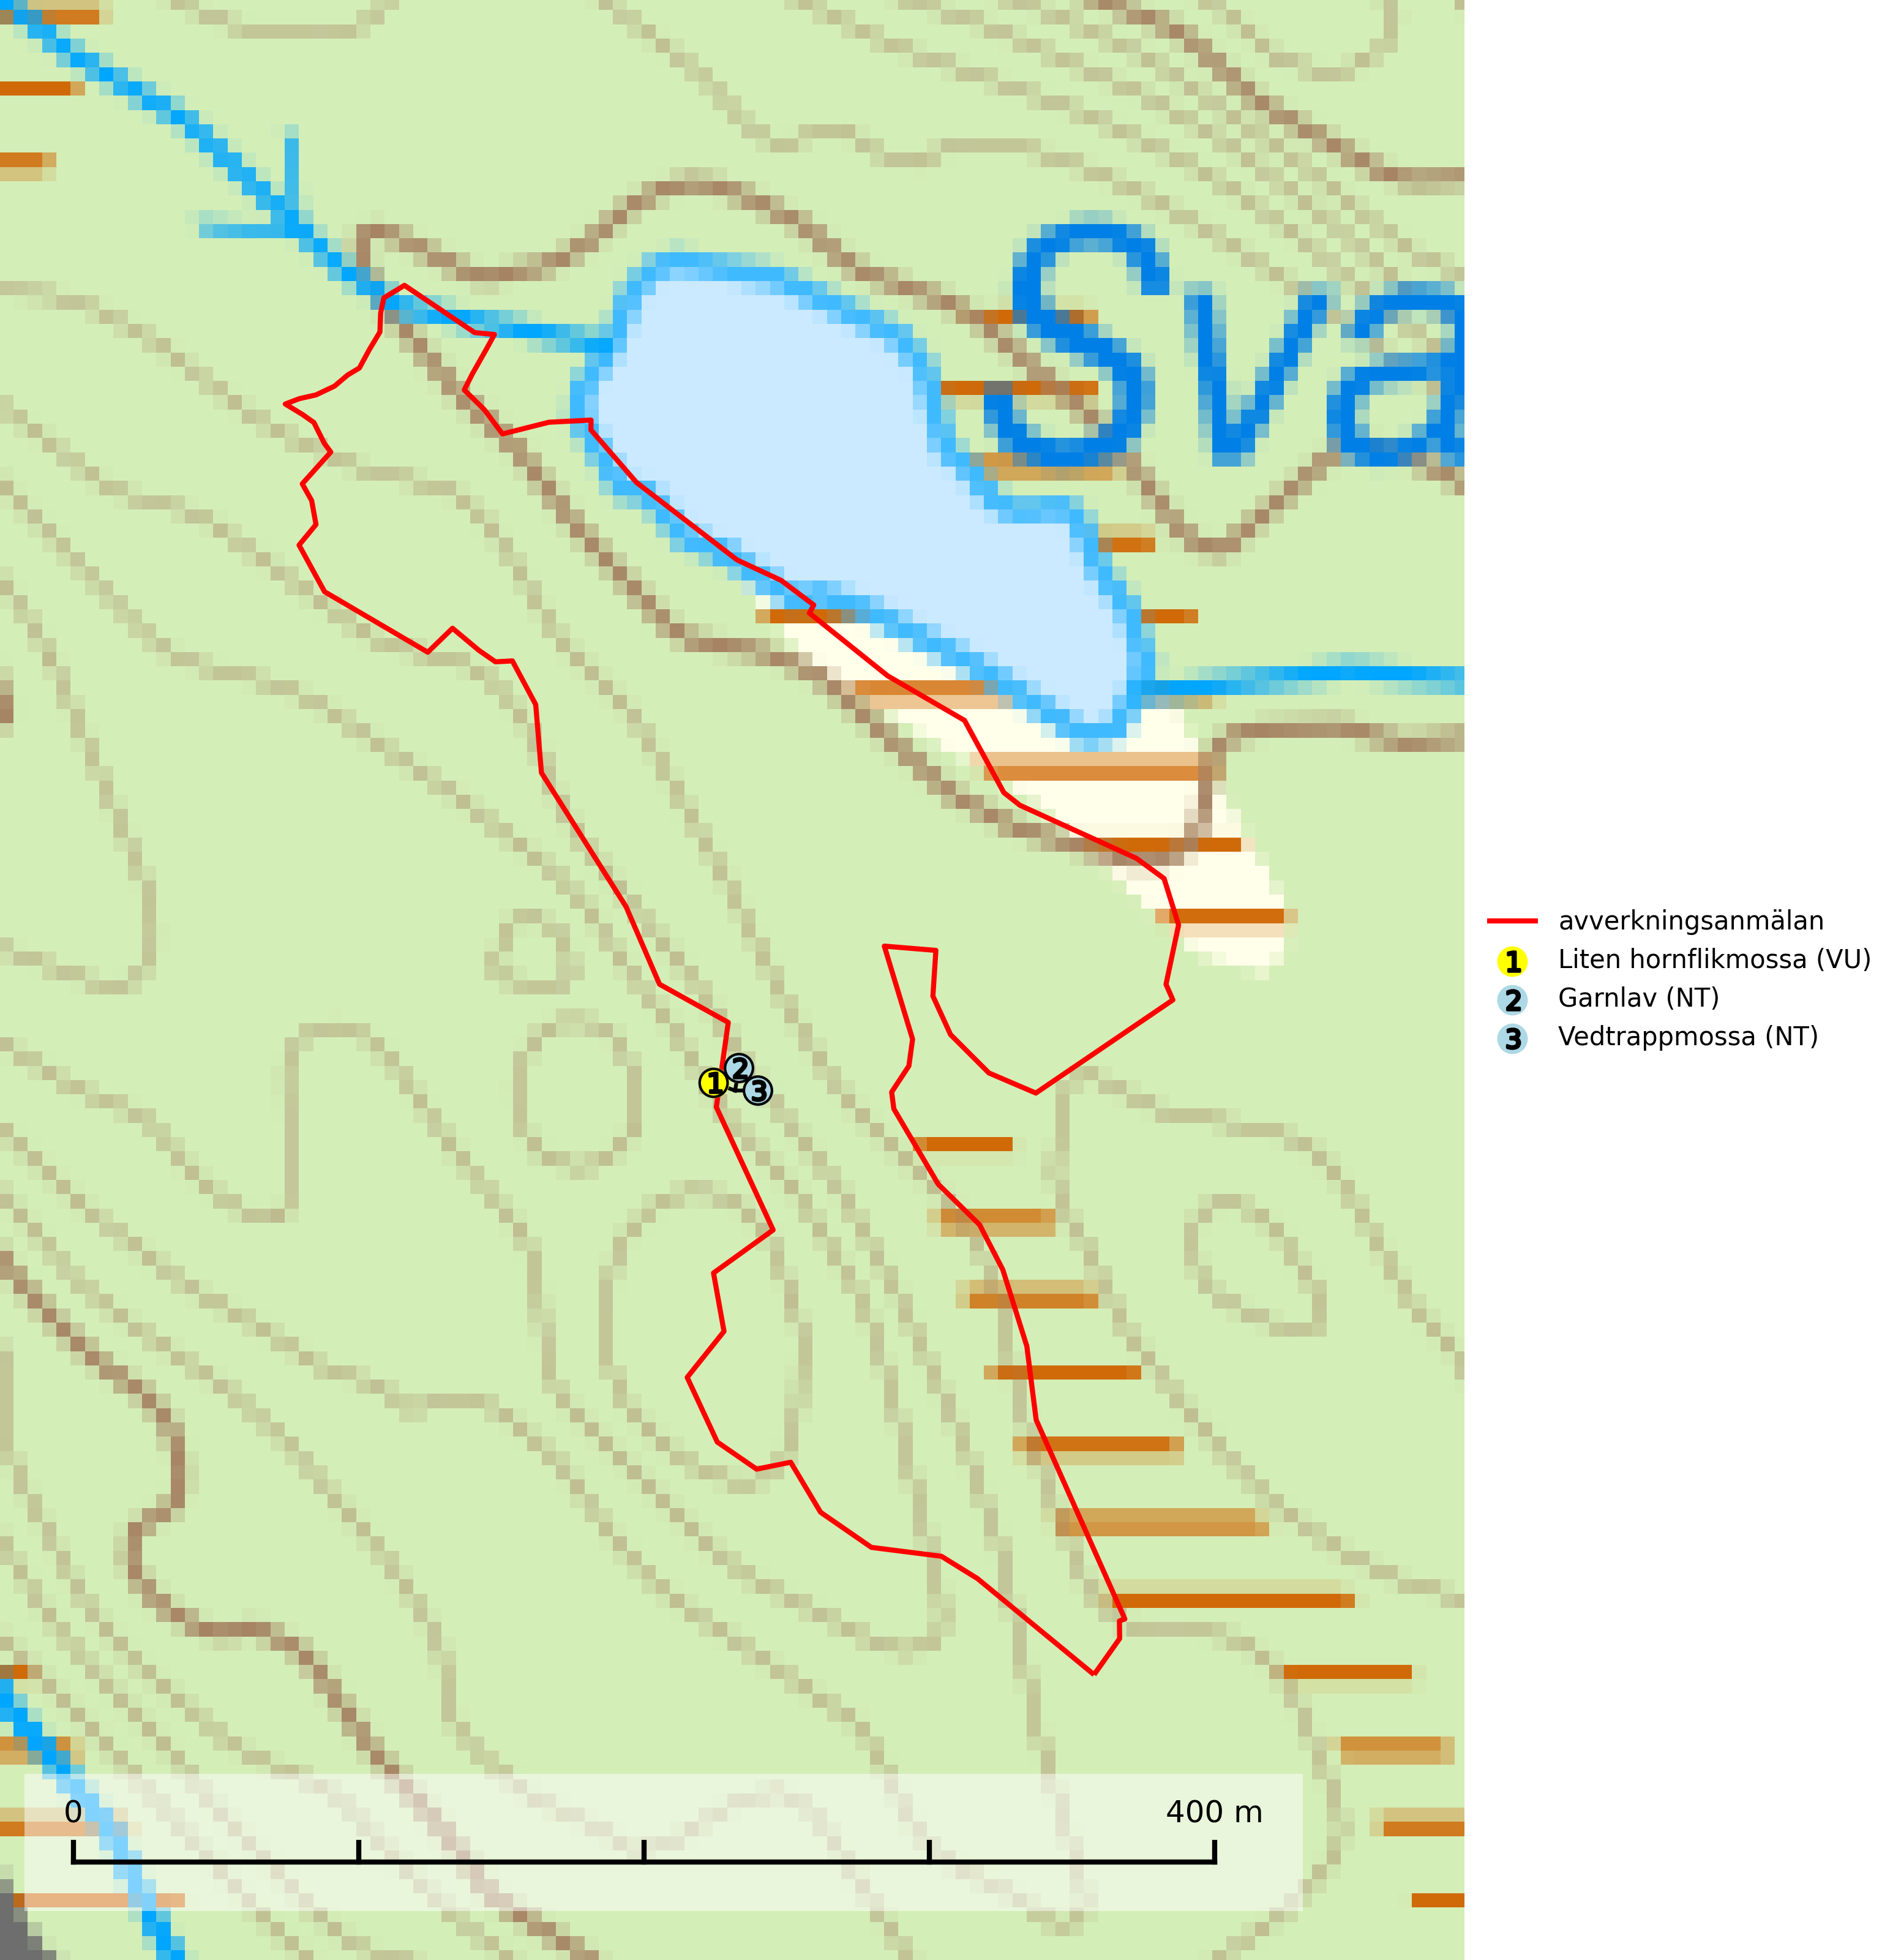 Sva
avverkningsanmälan
1 Liten hornflikmossa (VU)
2 Garnlav (NT)
3 Vedtrappmossa (NT)
2
1 3
0 400 m